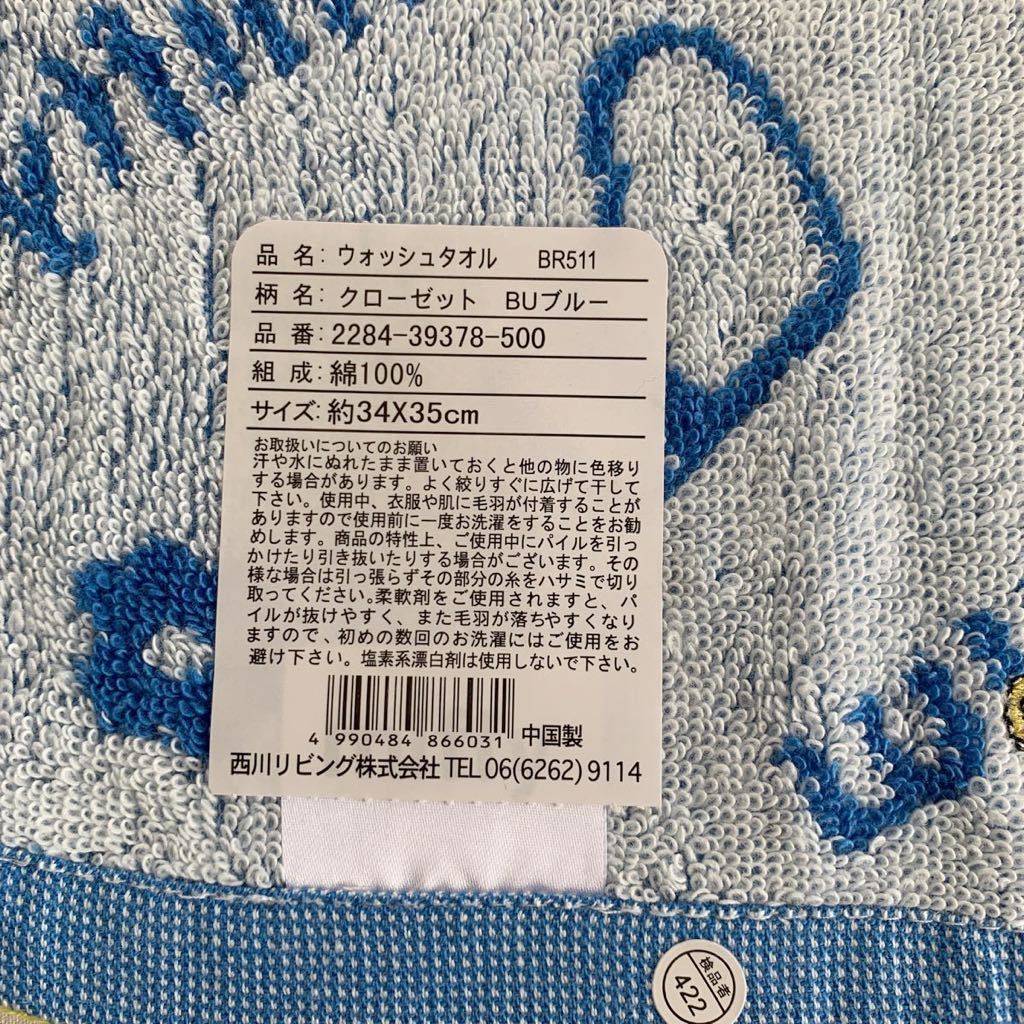 品 名: ウォッシュタオル BR511
柄 名: クローゼット BUブルー
品 番: 2284-39378-500
組 成: 綿100%
サイズ: 約34X35cm
お取扱いについてのお願い
汗や水にぬれたまま置いておくと他の物に色移り
する場合があります。よく絞りすぐに広げて干して
下さい。使用中、衣服や肌に毛羽が付着することが
ありますので使用前に一度お洗濯をすることをお勧
めします。商品の特性上、ご使用中にパイルを引っ
かけたり引き抜いたりする場合がございます。その
様な場合は引っ張らずその部分の糸をハサミで切り
取ってください。柔軟剤をご使用されますと、パ
イルが抜けやすく、また毛羽が落ちやすくなり
ますので、初めの数回のお洗濯にはご使用をお
避け下さい。塩素系漂白剤は使用しないで下さい。
4 990484 866031 中国製
西川リビング株式会社 TEL 06(6262)9114
検品者
422